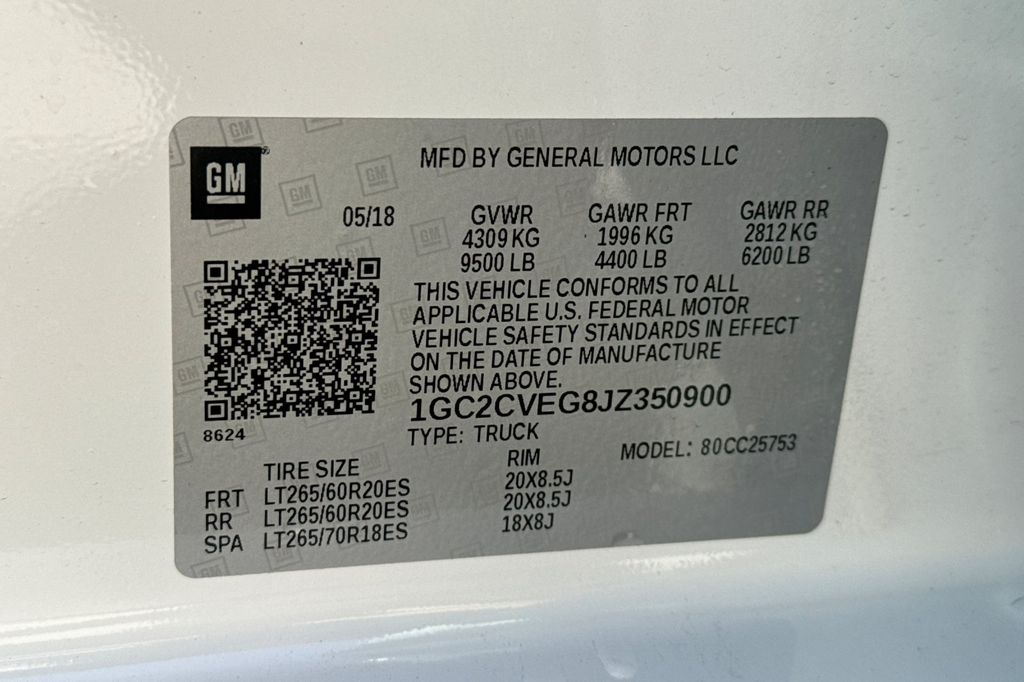 GM
MFD BY GENERAL MOTORS LLC
05/18 GVWR GAWR FRT GAWR RR
4309 KG 1996 KG 2812 KG
9500 LB 4400 LB 6200 LB
THIS VEHICLE CONFORMS TO ALL
APPLICABLE U.S. FEDERAL MOTOR
VEHICLE SAFETY STANDARDS IN EFFECT
ON THE DATE OF MANUFACTURE
SHOWN ABOVE.
1GC2CVEG8JZ350900
8624
TYPE: TRUCK MODEL: 80CC25753
TIRE SIZE RIM
FRT LT265/60R20ES 20X8.5J
RR LT265/60R20ES 20X8.5J
SPA LT265/70R18ES 18X8J